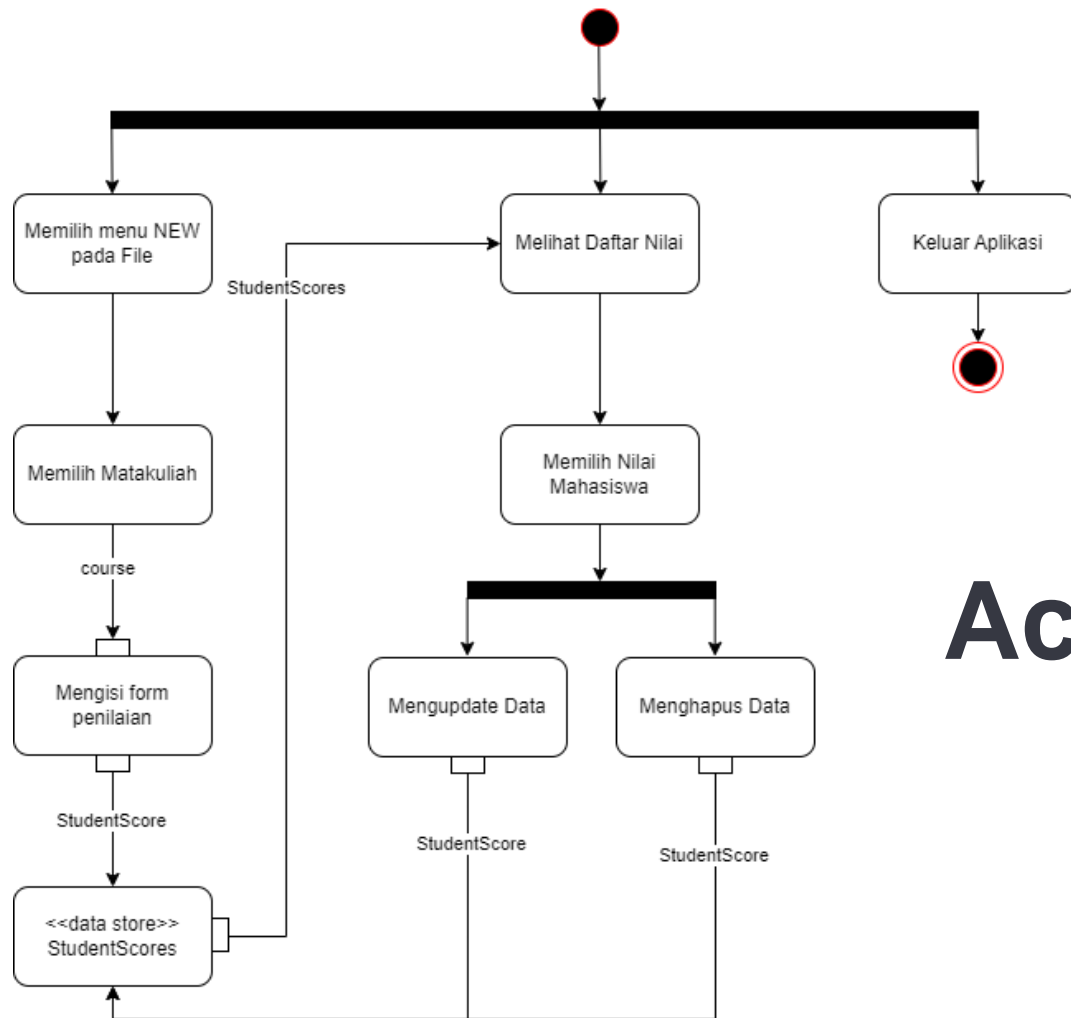 Memilih menu NEW
pada File
Melihat Daftar Nilai
Keluar Aplikasi
StudentScores
Memilih Matakuliah
Memilih Nilai
Mahasiswa
course
Mengisi form
penilaian
Mengupdate Data
Menghapus Data
Ac
StudentScore
StudentScore
StudentScore
<<data store>>
StudentScores